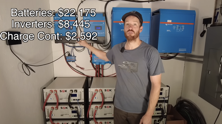 Batteries: $22,175
Inverters: $8,445
Charge Cont: $2,592